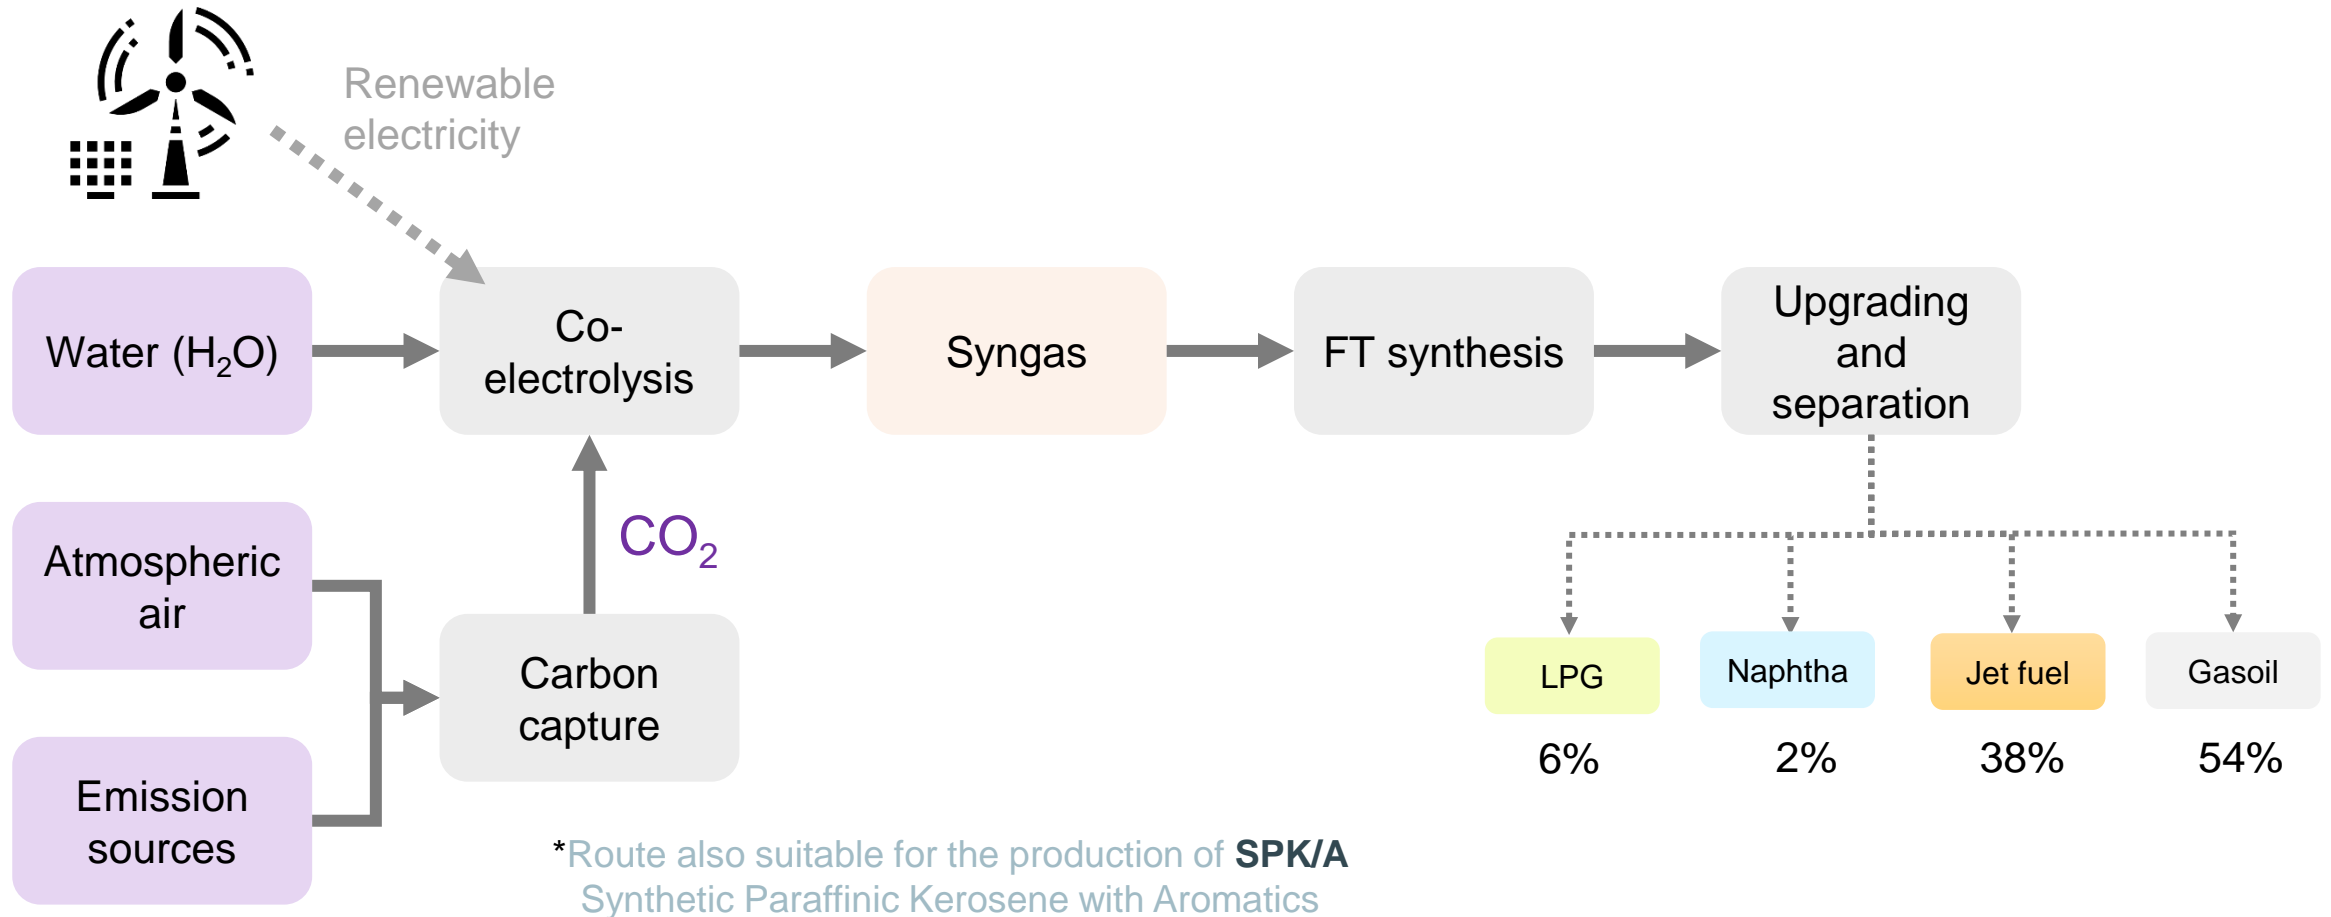 Renewable
electricity
Water (H₂O)
Co-
electrolysis
Syngas
FT synthesis
Upgrading
and
separation
Atmospheric
air
CO₂
Emission
sources
Carbon
capture
LPG
Naphtha
Jet fuel
Gasoil
6%
2%
38%
54%
*Route also suitable for the production of SPK/A
Synthetic Paraffinic Kerosene with Aromatics